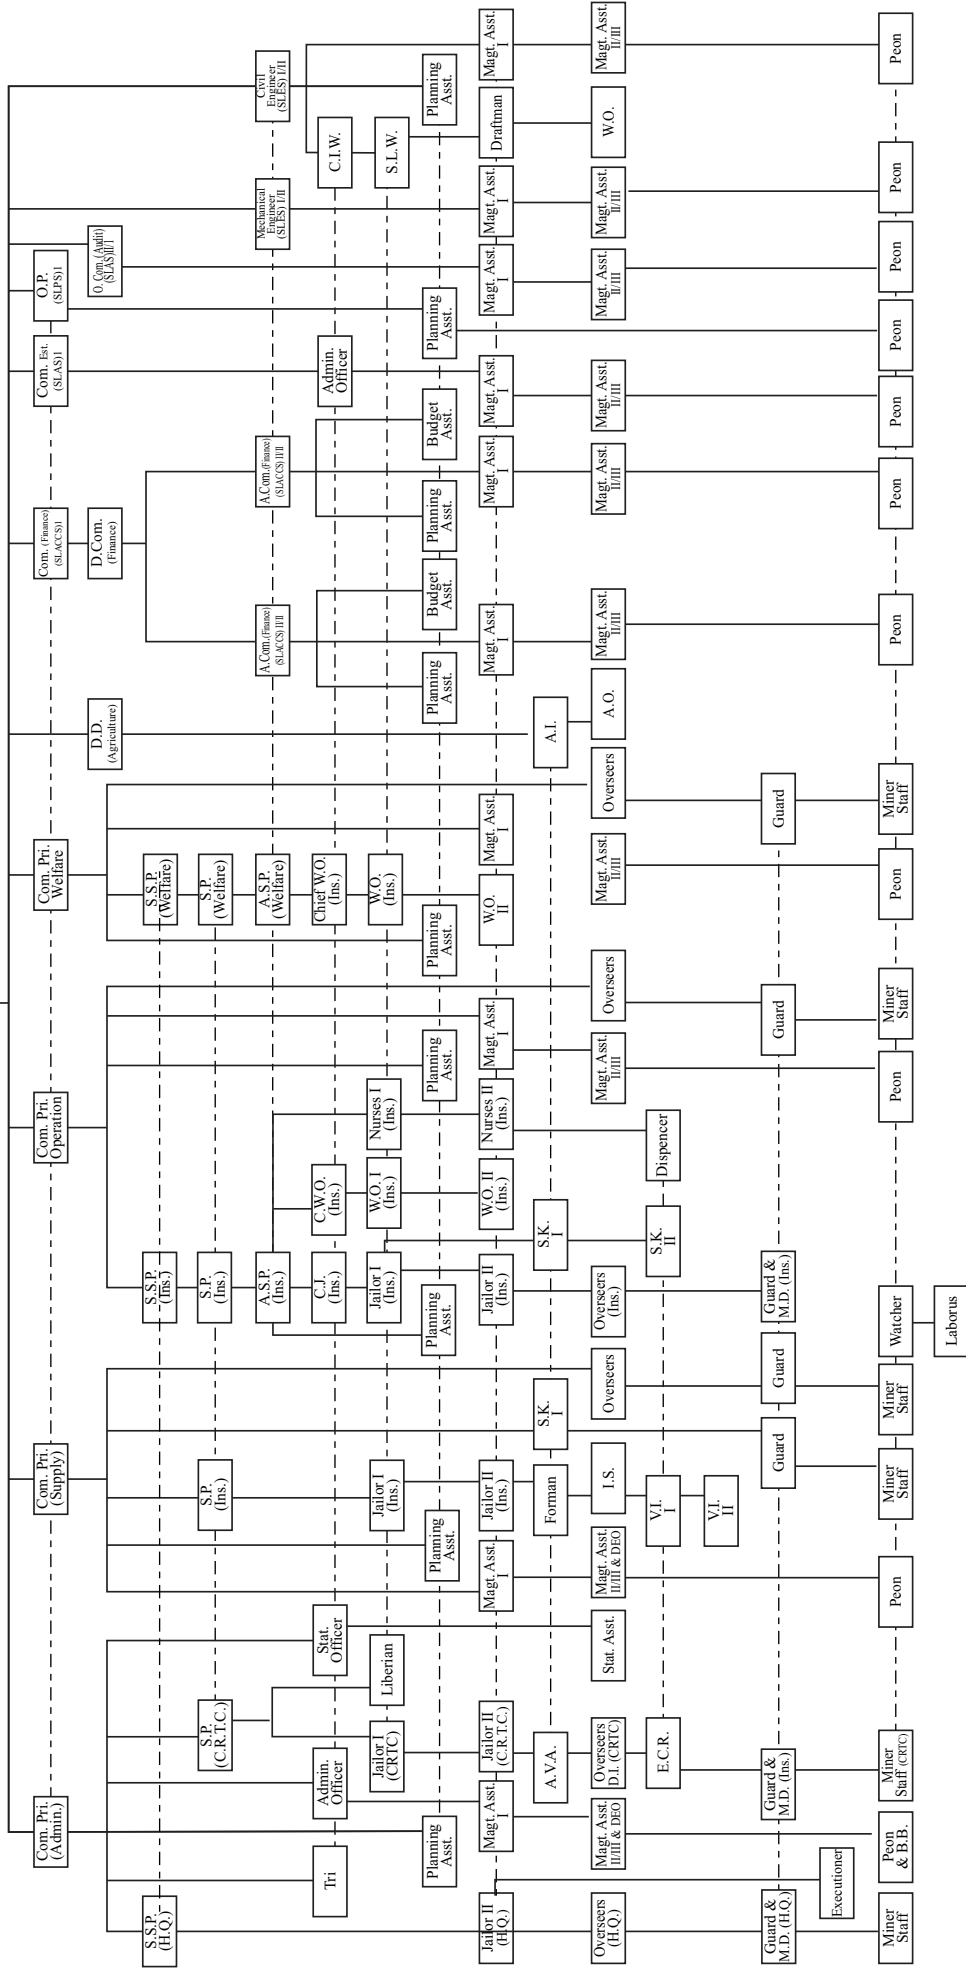 Com. Pri.
(Admin.)
Com. Pri.
(Supply)
Com. Pri.
Operation
Com. Pri.
Welfare
Com. (Finance)
(SLACCS)1
Com. Est.
(SLAS)1
O.P.
(SLPS)1
D.D.
(Agriculture)
D.Com.
(Finance)
O. Com. (Audit)
(SLAS)II/I
S.S.P.
(H.Q.)
S.S.P.
(Ins.)
S.S.P.
(Welfare)
S.P.
(C.R.T.C.)
S.P.
(Ins.)
S.P.
(Ins.)
S.P.
(Welfare)
A.S.P.
(Ins.)
A.S.P.
(Welfare)
A.Com.(Finance)
(SLACCS) II/II
A.Com.(Finance)
(SLACCS) II/II
Mechanical
Engineer
(SLES) I/II
Civil
Engineer
(SLES) I/II
Tri
Admin.
Officer
Stat.
Officer
C.J.
(Ins.)
C.W.O.
(Ins.)
Chief W.O.
(Ins.)
Admin.
Officer
C.I.W.
Jailor I
(CRTC)
Liberian
Jailor I
(Ins.)
Jailor I
(Ins.)
W.O. I
(Ins.)
Nurses I
(Ins.)
W.O.
(Ins.)
S.L.W.
Planning
Asst.
Planning
Asst.
Planning
Asst.
Planning
Asst.
Planning
Asst.
Planning
Asst.
Budget
Asst.
Planning
Asst.
Budget
Asst.
Planning
Asst.
Planning
Asst.
Jailor II
(H.Q.)
Magt. Asst.
I
Jailor II
(C.R.T.C.)
Magt. Asst.
I
Jailor II
(Ins.)
Jailor II
(Ins.)
W.O. II
(Ins.)
Nurses II
(Ins.)
Magt. Asst.
I
W.O.
II
Magt. Asst.
I
Magt. Asst.
I
Magt. Asst.
I
Magt. Asst.
I
Magt. Asst.
I
Magt. Asst.
I
Draftman
Magt. Asst.
I
A.V.A.
Forman
S.K.
I
S.K.
I
A.I.
Overseers
(H.Q.)
Magt. Asst.
II/III & DEO
Overseers
D.I. (CRTC)
Stat. Asst.
Magt. Asst.
II/III & DEO
I.S.
Overseers
Overseers
(Ins.)
Magt. Asst.
II/III
Overseers
Magt. Asst.
II/III
Overseers
A.O.
Magt. Asst.
II/III
Magt. Asst.
II/III
Magt. Asst.
II/III
Magt. Asst.
II/III
Magt. Asst.
II/III
W.O.
Magt. Asst.
II/III
E.C.R.
V.I.
I
S.K.
II
Dispencer
V.I.
II
Guard &
M.D. (H.Q.)
Guard &
M.D. (Ins.)
Guard
Guard
Guard &
M.D. (Ins.)
Guard
Guard
Executioner
Miner
Staff
Peon
& B.B.
Miner
Staff (CRTC)
Peon
Miner
Staff
Miner
Staff
Watcher
Peon
Miner
Staff
Peon
Miner
Staff
Peon
Peon
Peon
Peon
Peon
Peon
Peon
Laborus